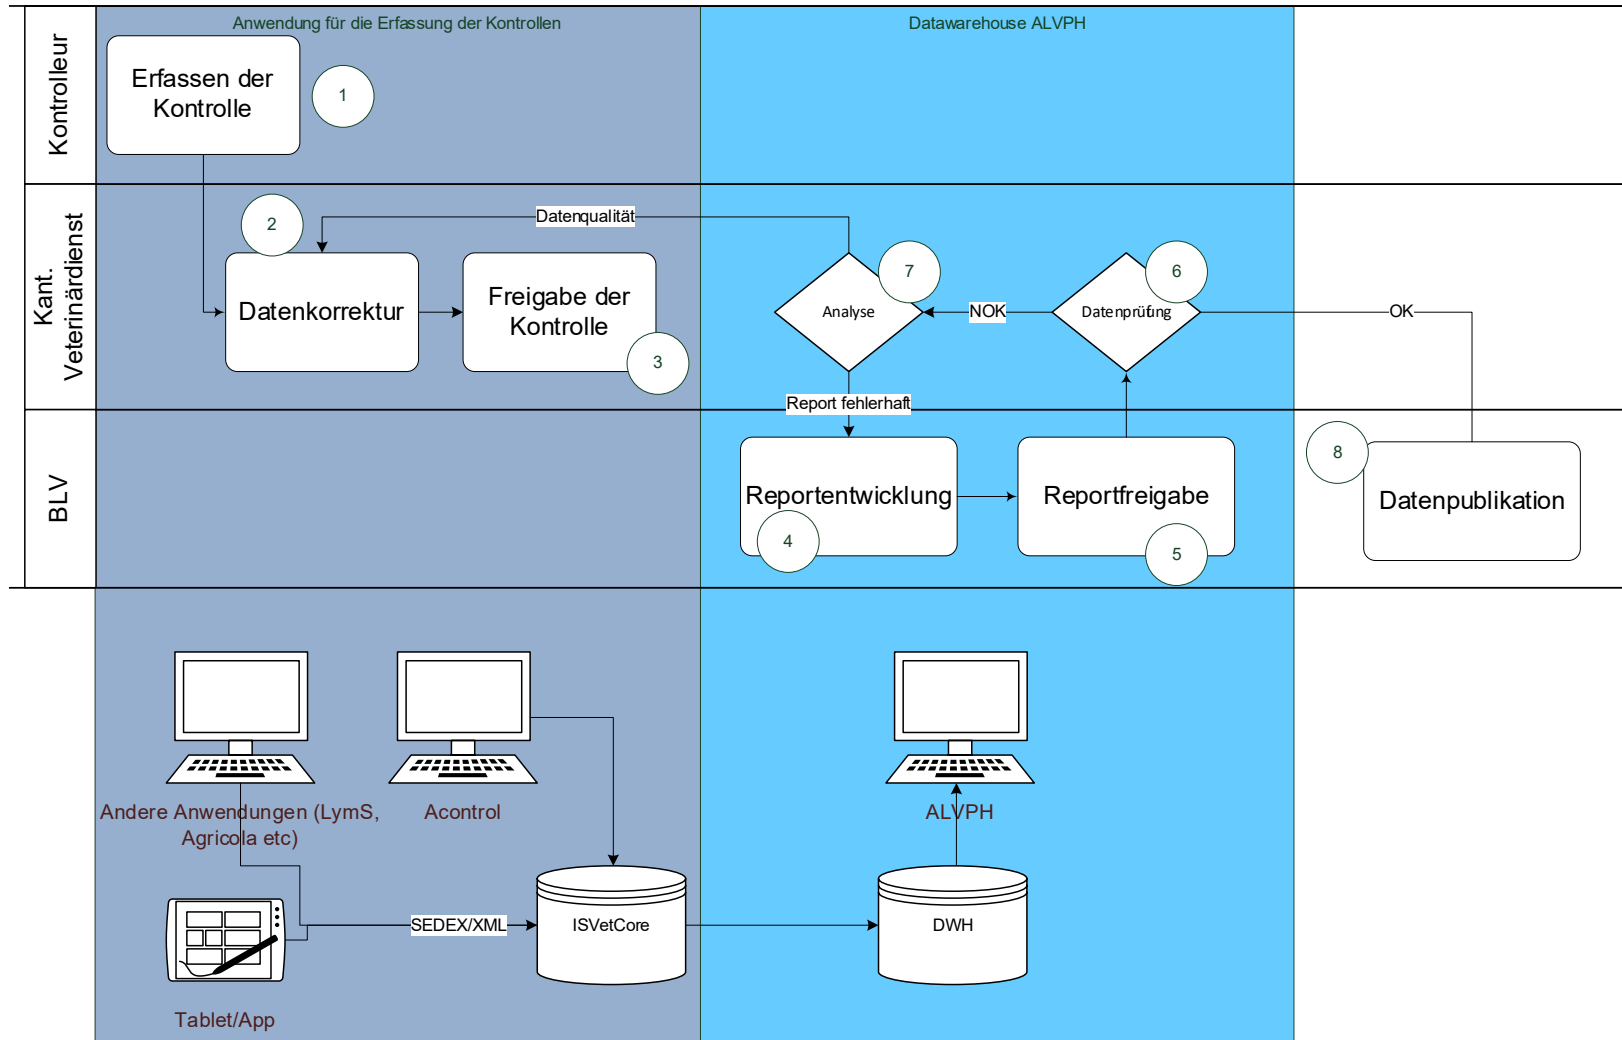 Anwendung für die Erfassung der Kontrollen
Datawarehouse ALVPH
Kontrolleur
Erfassen der
Kontrolle
1
Kant.
Veterinärdienst
2
Datenkorrektur
Freigabe der
Kontrolle
3
Datenqualität
7
Analyse
NOK
6
Datenprüfung
OK
Report fehlerhaft
BLV
Reportentwicklung
4
Reportfreigabe
5
8
Datenpublikation
Andere Anwendungen (LymS,
Agricola etc)
Acontrol
ALVPH
SEDEX/XML
ISVetCore
DWH
Tablet/App